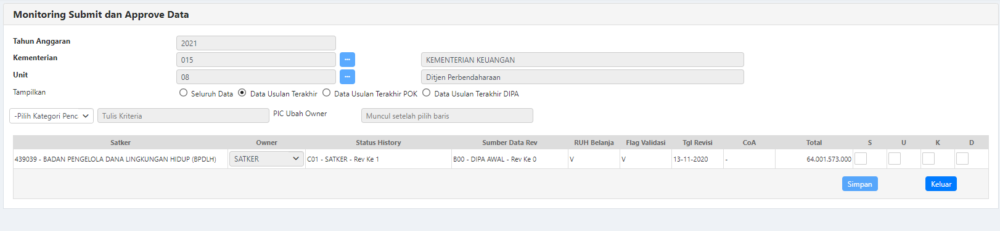 Monitoring Submit dan Approve Data
Tahun Anggaran 2021
Kementerian 015 ... KEMENTERIAN KEUANGAN
Unit 08 ... Ditjen Perbendaharaan
Tampilkan Seluruh Data Data Usulan Terakhir Data Usulan Terakhir POK Data Usulan Terakhir DIPA
-Pilih Kategori Penc Tulis Kriteria PIC Ubah Owner Muncul setelah pilih baris
Satker Owner Status History Sumber Data Rev RUH Belanja Flag Validasi Tgl Revisi CoA Total S U K D
439039 - BADAN PENGELOLA DANA LINGKUNGAN HIDUP (BPDLH) SATKER C01 - SATKER - Rev Ke 1 B00 - DIPA AWAL - Rev Ke 0 V V 13-11-2020 - 64.001.573.000
Simpan Keluar